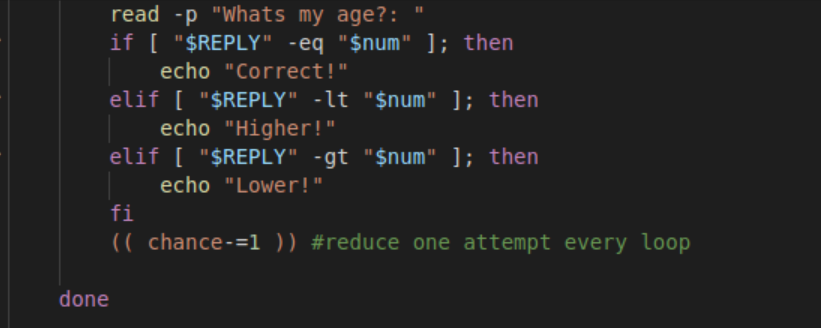 read -p "Whats my age?: "
if [ "$REPLY" -eq "$num" ]; then
echo "Correct!"
elif [ "$REPLY" -lt "$num" ]; then
echo "Higher!"
elif [ "$REPLY" -gt "$num" ]; then
echo "Lower!"
fi
(( chance-=1 )) #reduce one attempt every loop
done